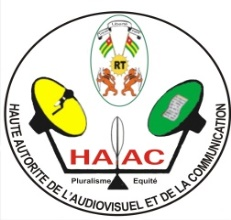 RT
HAAC
Pluralisme Equité
HAUTE AUTORITE DE L'AUDIOVISUEL ET DE LA COMMUNICATION